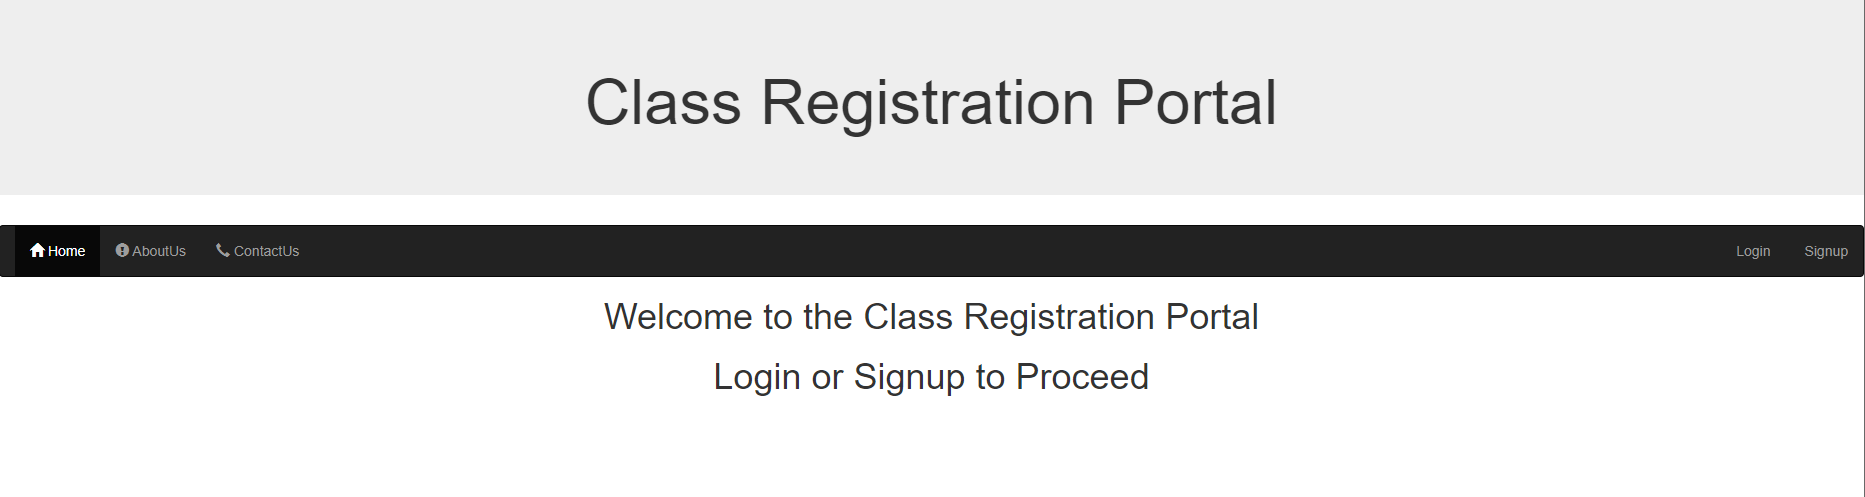 Class Registration Portal
Home AboutUs ContactUs Login Signup
Welcome to the Class Registration Portal
Login or Signup to Proceed